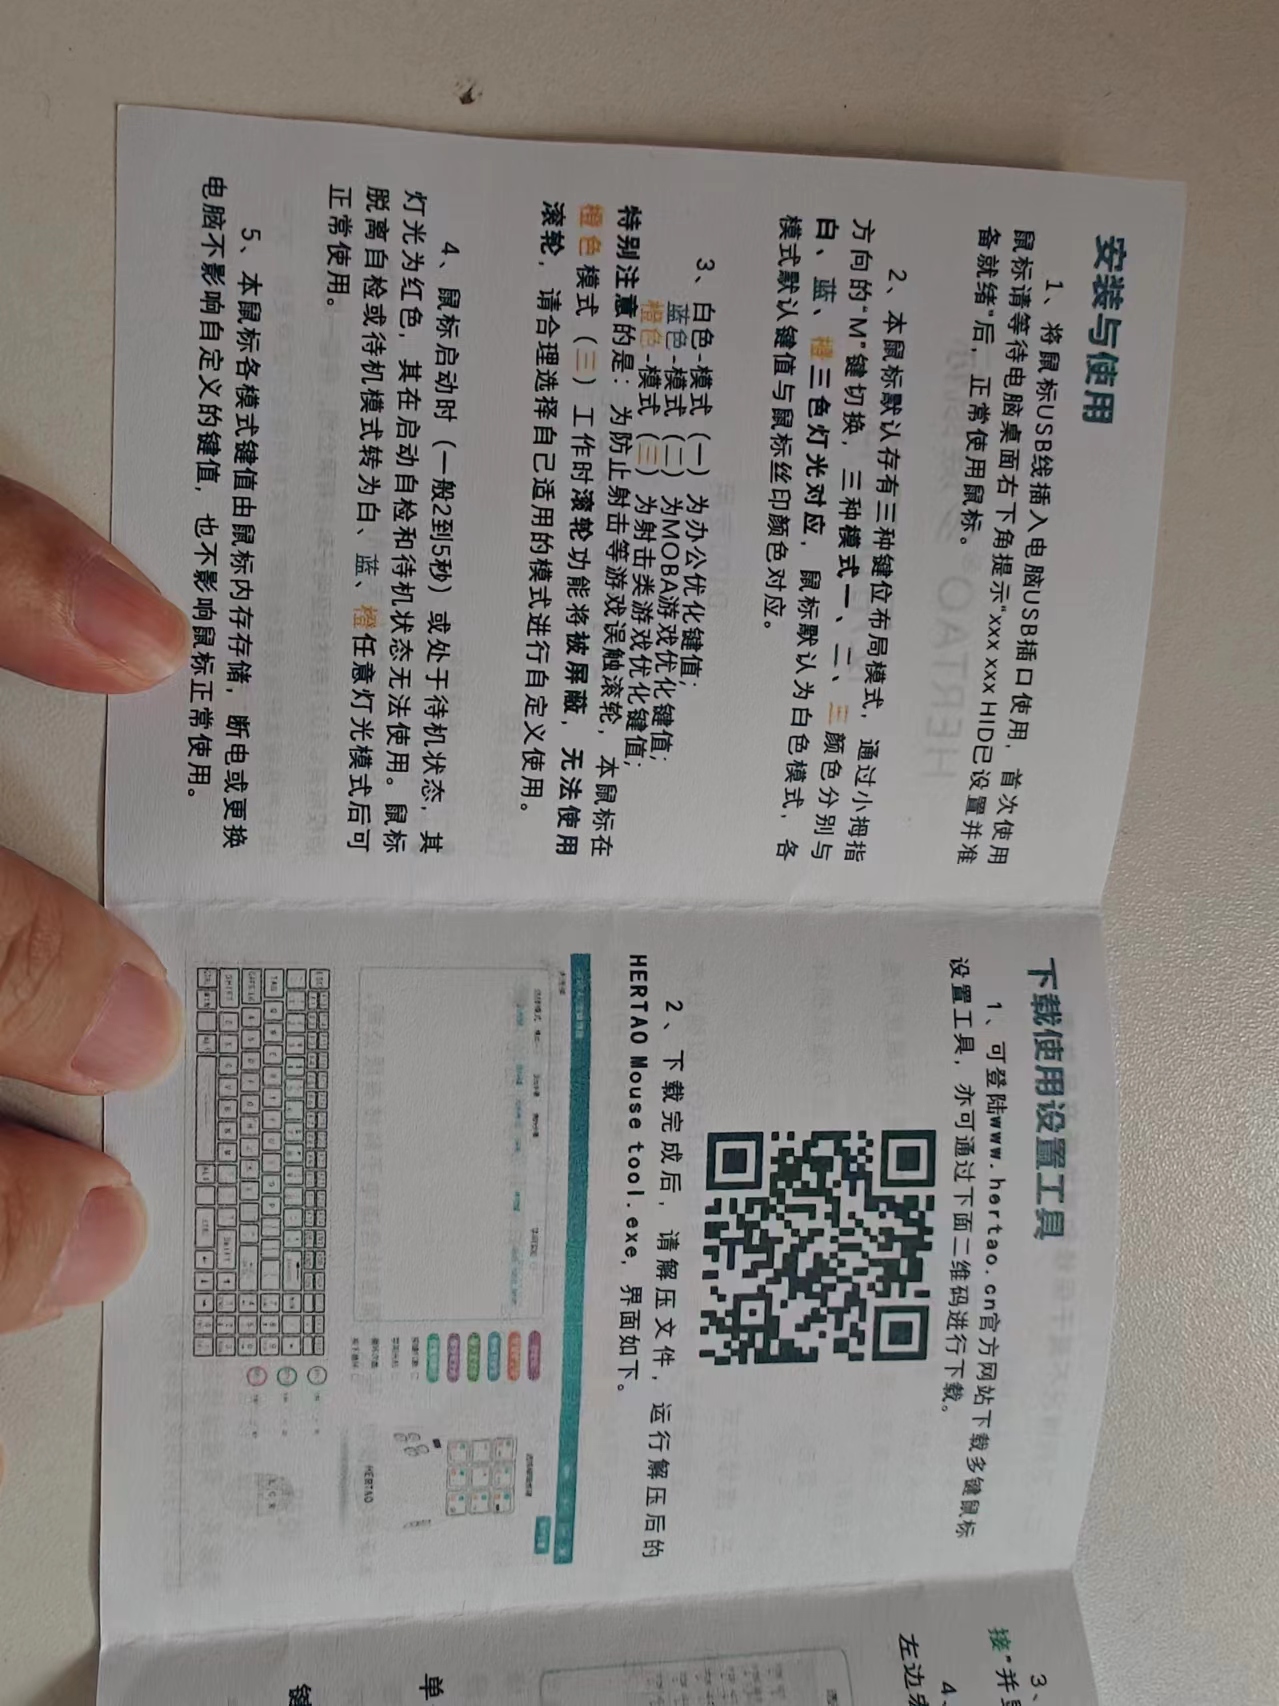 安装与使用
1、将鼠标USB线插入电脑USB插口使用，首次使用
鼠标请等待电脑桌面右下角提示“xxx xxx HID已设置并准
备就绪”后，正常使用鼠标。
2、本鼠标默认存有三种键位布局模式，通过小拇指
方向的“M”键切换，三种模式一、二、三颜色分别与
白、蓝、橙三色灯光对应，鼠标默认为白色模式，各
模式默认键值与鼠标丝印颜色对应。
3、白色-模式（一）为办公优化键值；
蓝色-模式（二）为MOBA游戏优化键值；
橙色-模式（三）为射击类游戏优化键值；
特别注意的是：为防止射击等游戏误触滚轮，本鼠标在
橙色模式（三）工作时滚轮功能将被屏蔽，无法使用
滚轮，请合理选择自己适用的模式进行自定义使用。
4、鼠标启动时（一般2到5秒）或处于待机状态，其
灯光为红色，其在启动自检和待机状态无法使用。鼠标
脱离自检或待机模式转为白、蓝、橙任意灯光模式后可
正常使用。
5、本鼠标各模式键值由鼠标内存存储，断电或更换
电脑不影响自定义的键值，也不影响鼠标正常使用。
下载使用设置工具
1、可登陆www.hertao.cn官方网站下载多键鼠标
设置工具，亦可通过下面二维码进行下载。
2、下载完成后，请解压文件，运行解压后的
HERTAO Mouse tool.exe，界面如下。
HERTAO
3、
接”并
4、
左边宏
单
键